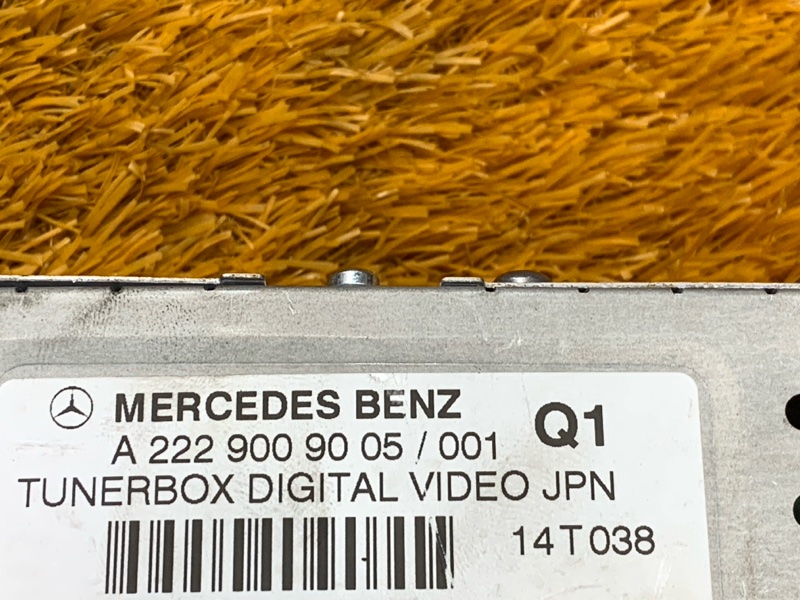 MERCEDES BENZ Q1
A 222 900 90 05 / 001
TUNERBOX DIGITAL VIDEO JPN
14T038